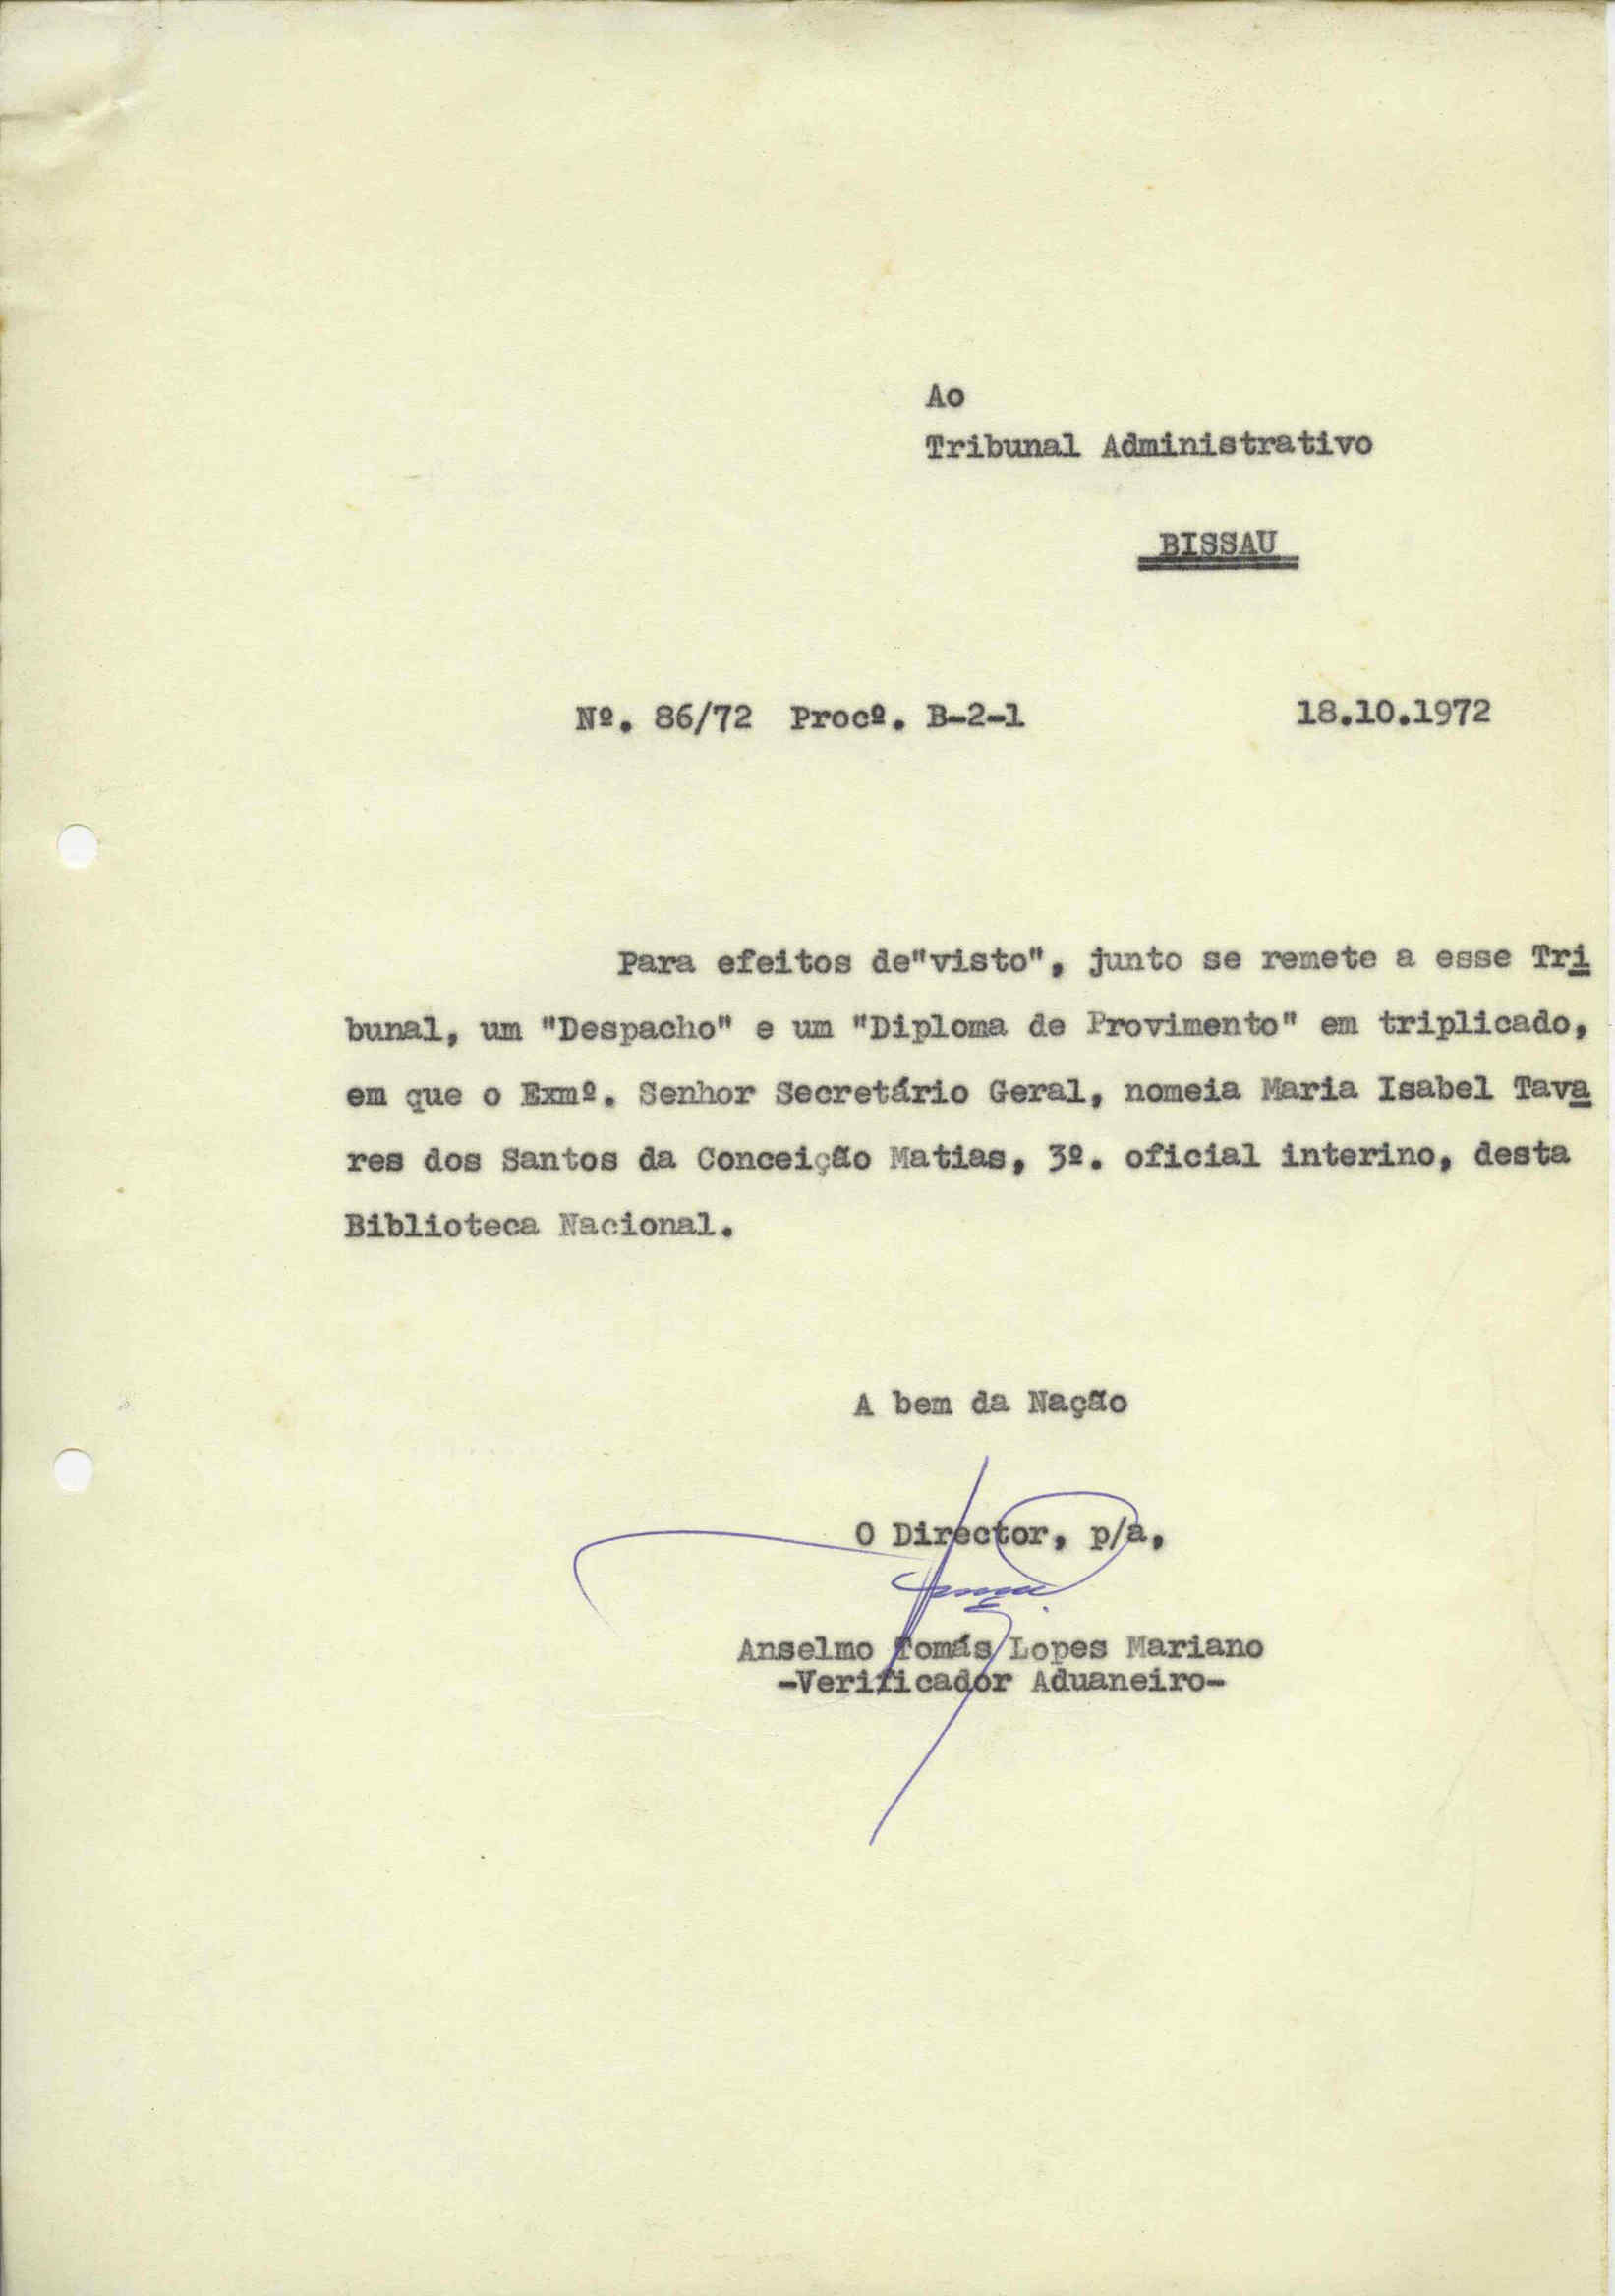 Ao
Tribunal Administrativo
BISSAU
Nº. 86/72 Procº. B-2-1 18.10.1972
Para efeitos de"visto", junto se remete a esse Tri
bunal, um "Despacho" e um "Diploma de Provimento" em triplicado,
em que o Exmº. Senhor Secretário Geral, nomeia Maria Isabel Tava
res dos Santos da Conceição Matias, 3º. oficial interino, desta
Biblioteca Nacional.
A bem da Nação
O Director, p/a,
Anselmo Tomás Lopes Mariano
-Verificador Aduaneiro-